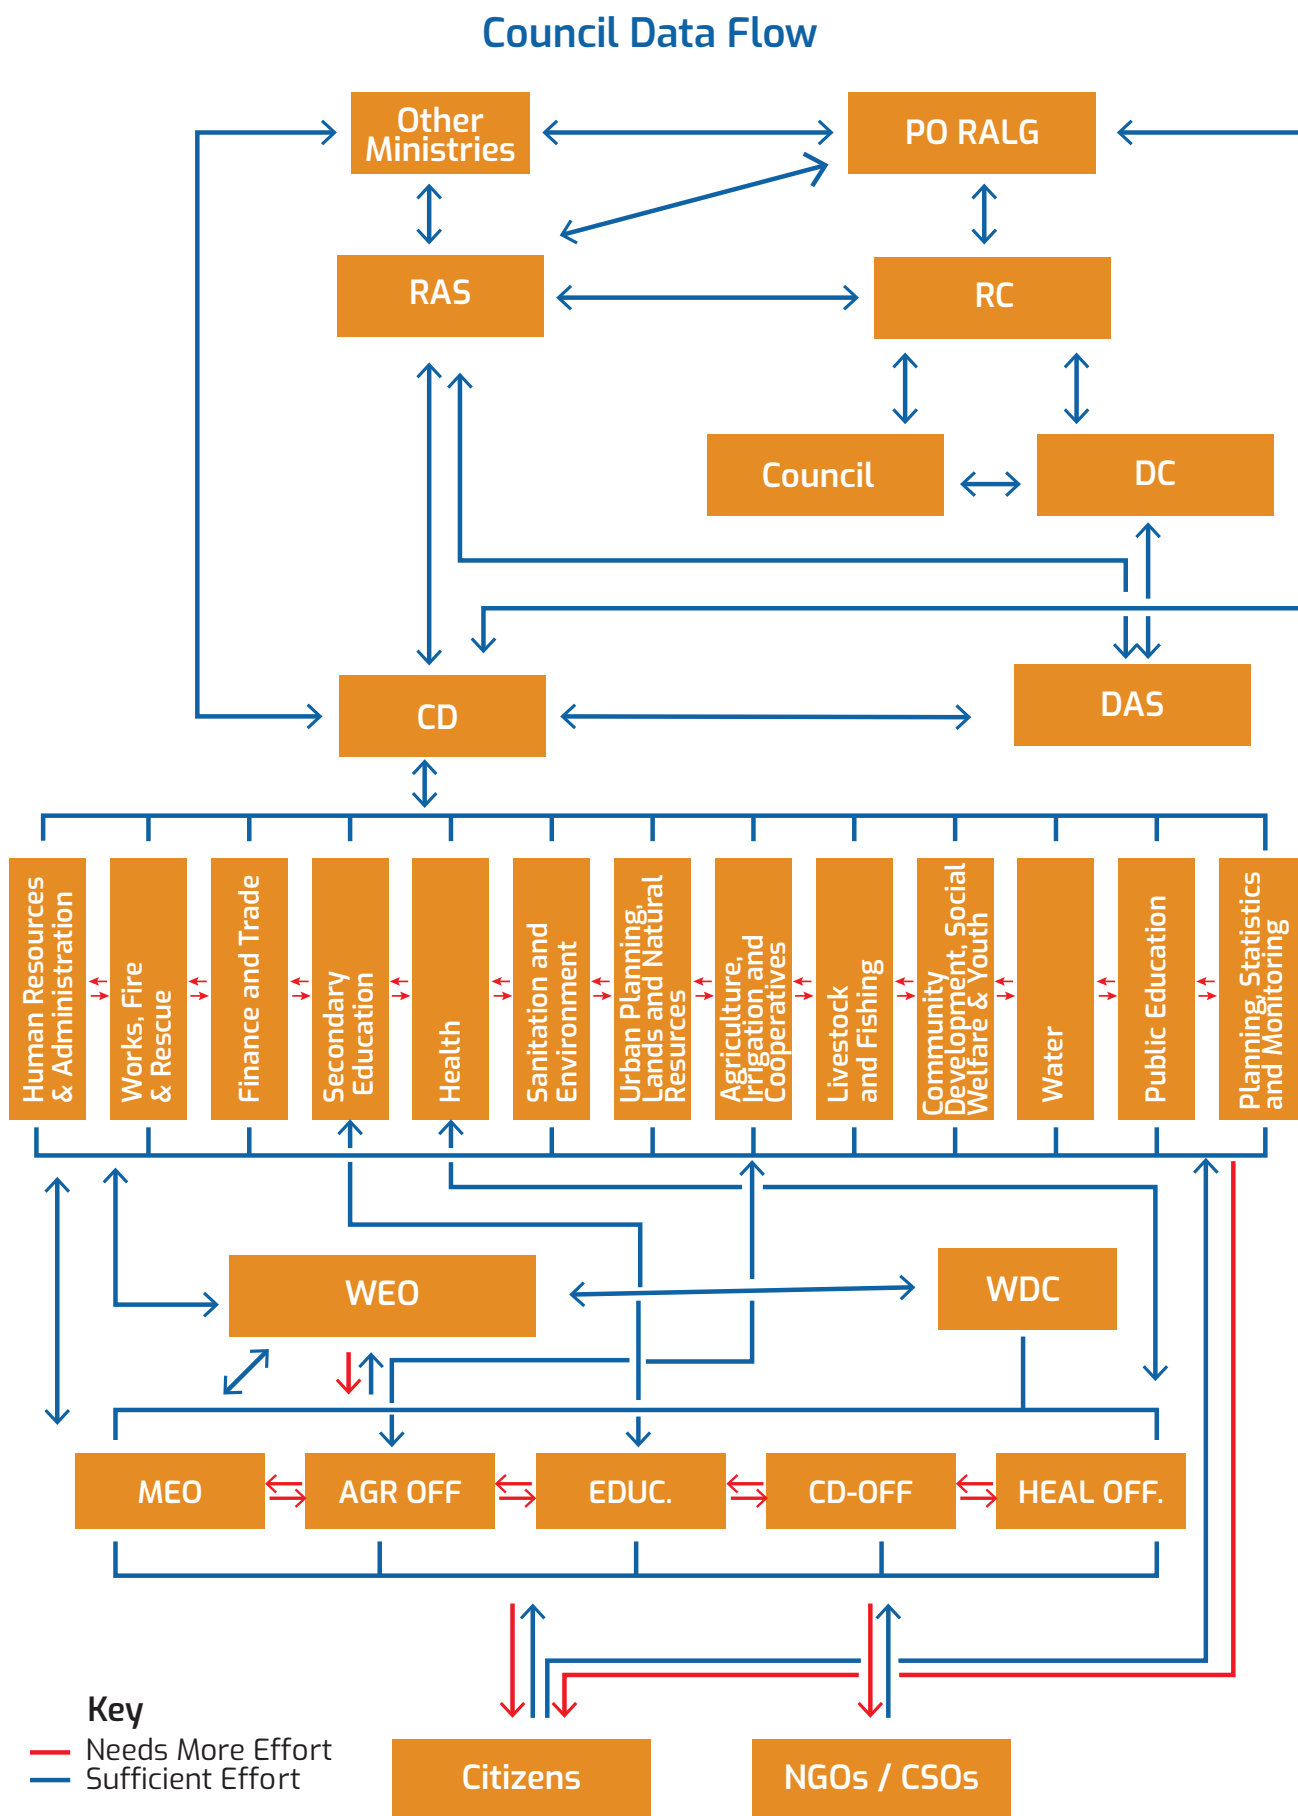 Council Data Flow
Other
Ministries
PO RALG
RAS
RC
Council
DC
CD
DAS
Human Resources
& Administration
Works, Fire
& Rescue
Finance and Trade
Secondary
Education
Health
Sanitation and
Environment
Urban Planning,
Lands and Natural
Resources
Agriculture,
Irrigation and
Cooperatives
Livestock
and Fishing
Community
Development, Social
Welfare & Youth
Water
Public Education
Planning, Statistics
and Monitoring
WEO
WDC
MEO
AGR OFF
EDUC.
CD-OFF
HEAL OFF.
Key
Needs More Effort
Sufficient Effort
Citizens
NGOs / CSOs